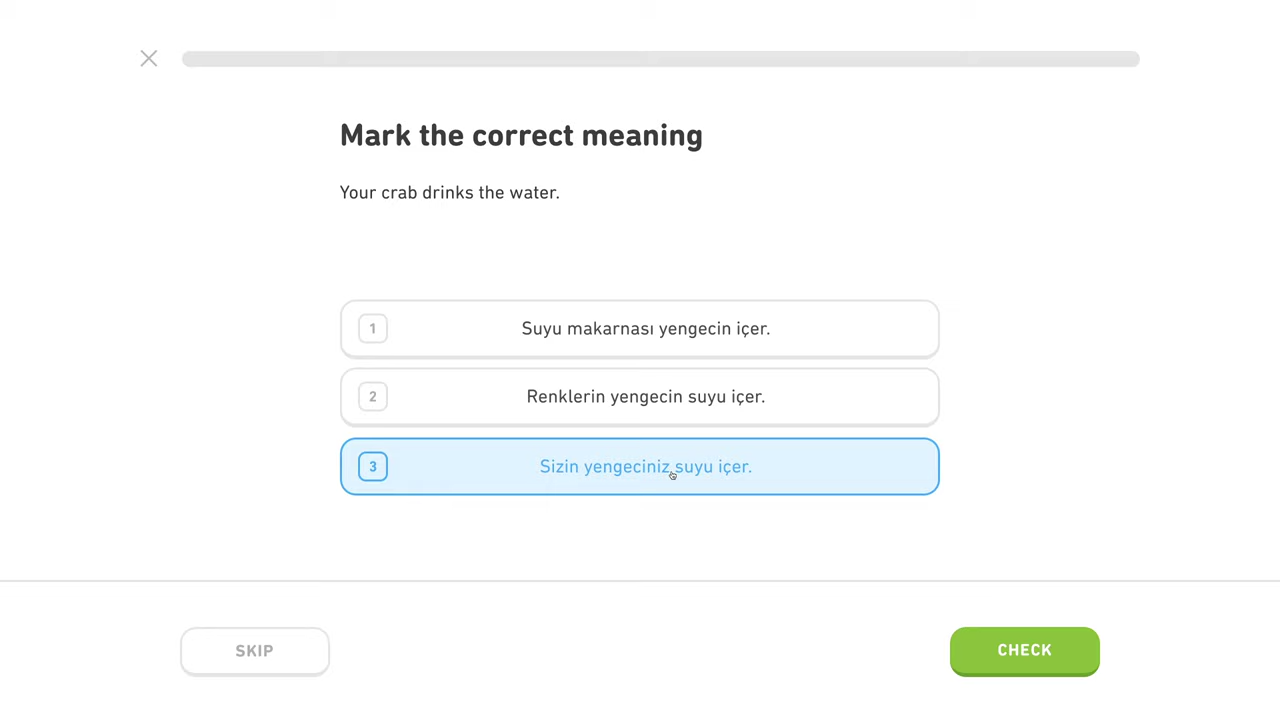 Mark the correct meaning
Your crab drinks the water.
1 Suyu makarnası yengecin içer.
2 Renklerin yengecin suyu içer.
3 Sizin yengeciniz suyu içer.
SKIP
CHECK